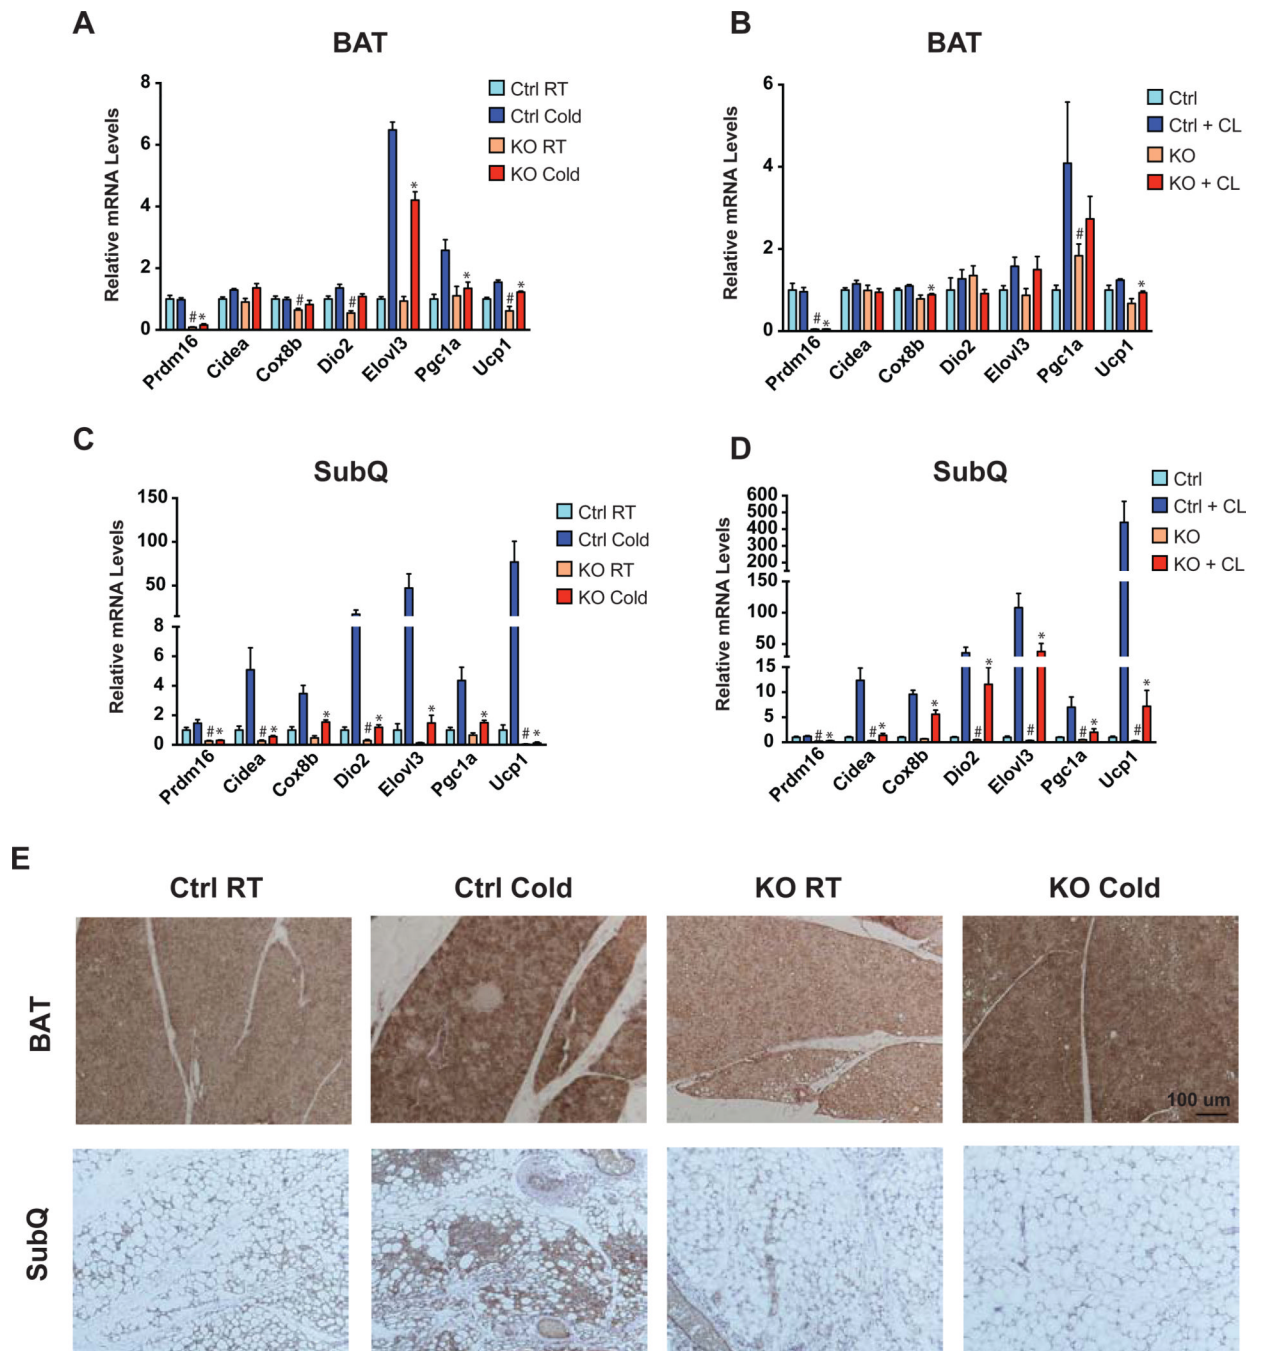 A
BAT
Relative mRNA Levels
8
6
4
2
0
Ctrl RT
Ctrl Cold
KO RT
KO Cold
# * # # * * # *
Prdm16 Cidea Cox8b Dio2 Elovl3 Pgc1a Ucp1
B
BAT
Relative mRNA Levels
6
4
2
0
Ctrl
Ctrl + CL
KO
KO + CL
# * * # *
Prdm16 Cidea Cox8b Dio2 Elovl3 Pgc1a Ucp1
C
SubQ
Relative mRNA Levels
150
100
50
8
6
4
2
0
Ctrl RT
Ctrl Cold
KO RT
KO Cold
# * # * * # * * * # *
Prdm16 Cidea Cox8b Dio2 Elovl3 Pgc1a Ucp1
D
SubQ
Relative mRNA Levels
600
500
400
300
200
150
100
50
15
10
5
0
Ctrl
Ctrl + CL
KO
KO + CL
# * # * * # * # * # * # *
Prdm16 Cidea Cox8b Dio2 Elovl3 Pgc1a Ucp1
E
Ctrl RT Ctrl Cold KO RT KO Cold
BAT
100 um
SubQ